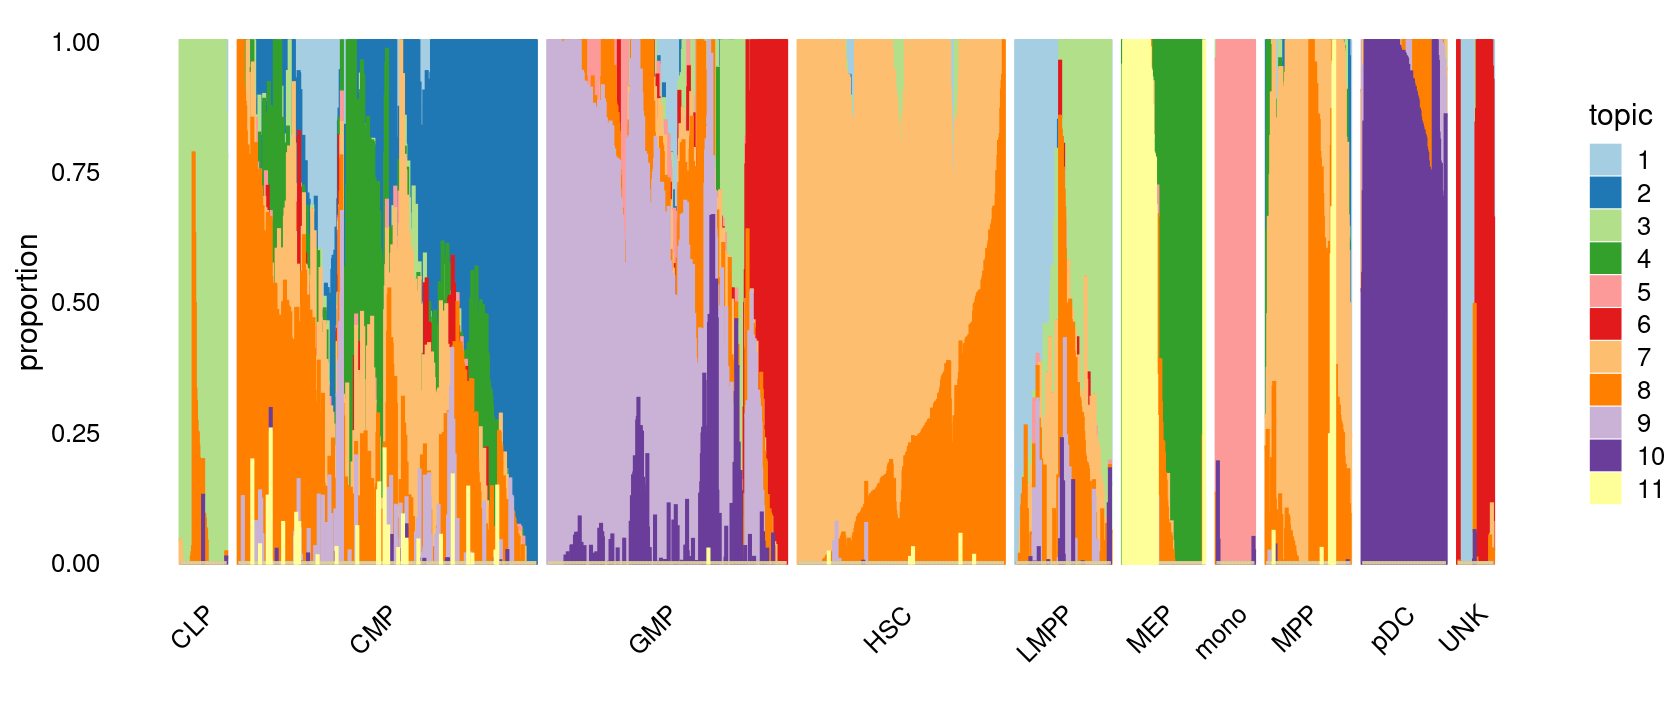 1.00
0.75
0.50
0.25
0.00
proportion
CLP
CMP
GMP
HSC
LMPP
MEP
mono
MPP
pDC
UNK
topic
1
2
3
4
5
6
7
8
9
10
11